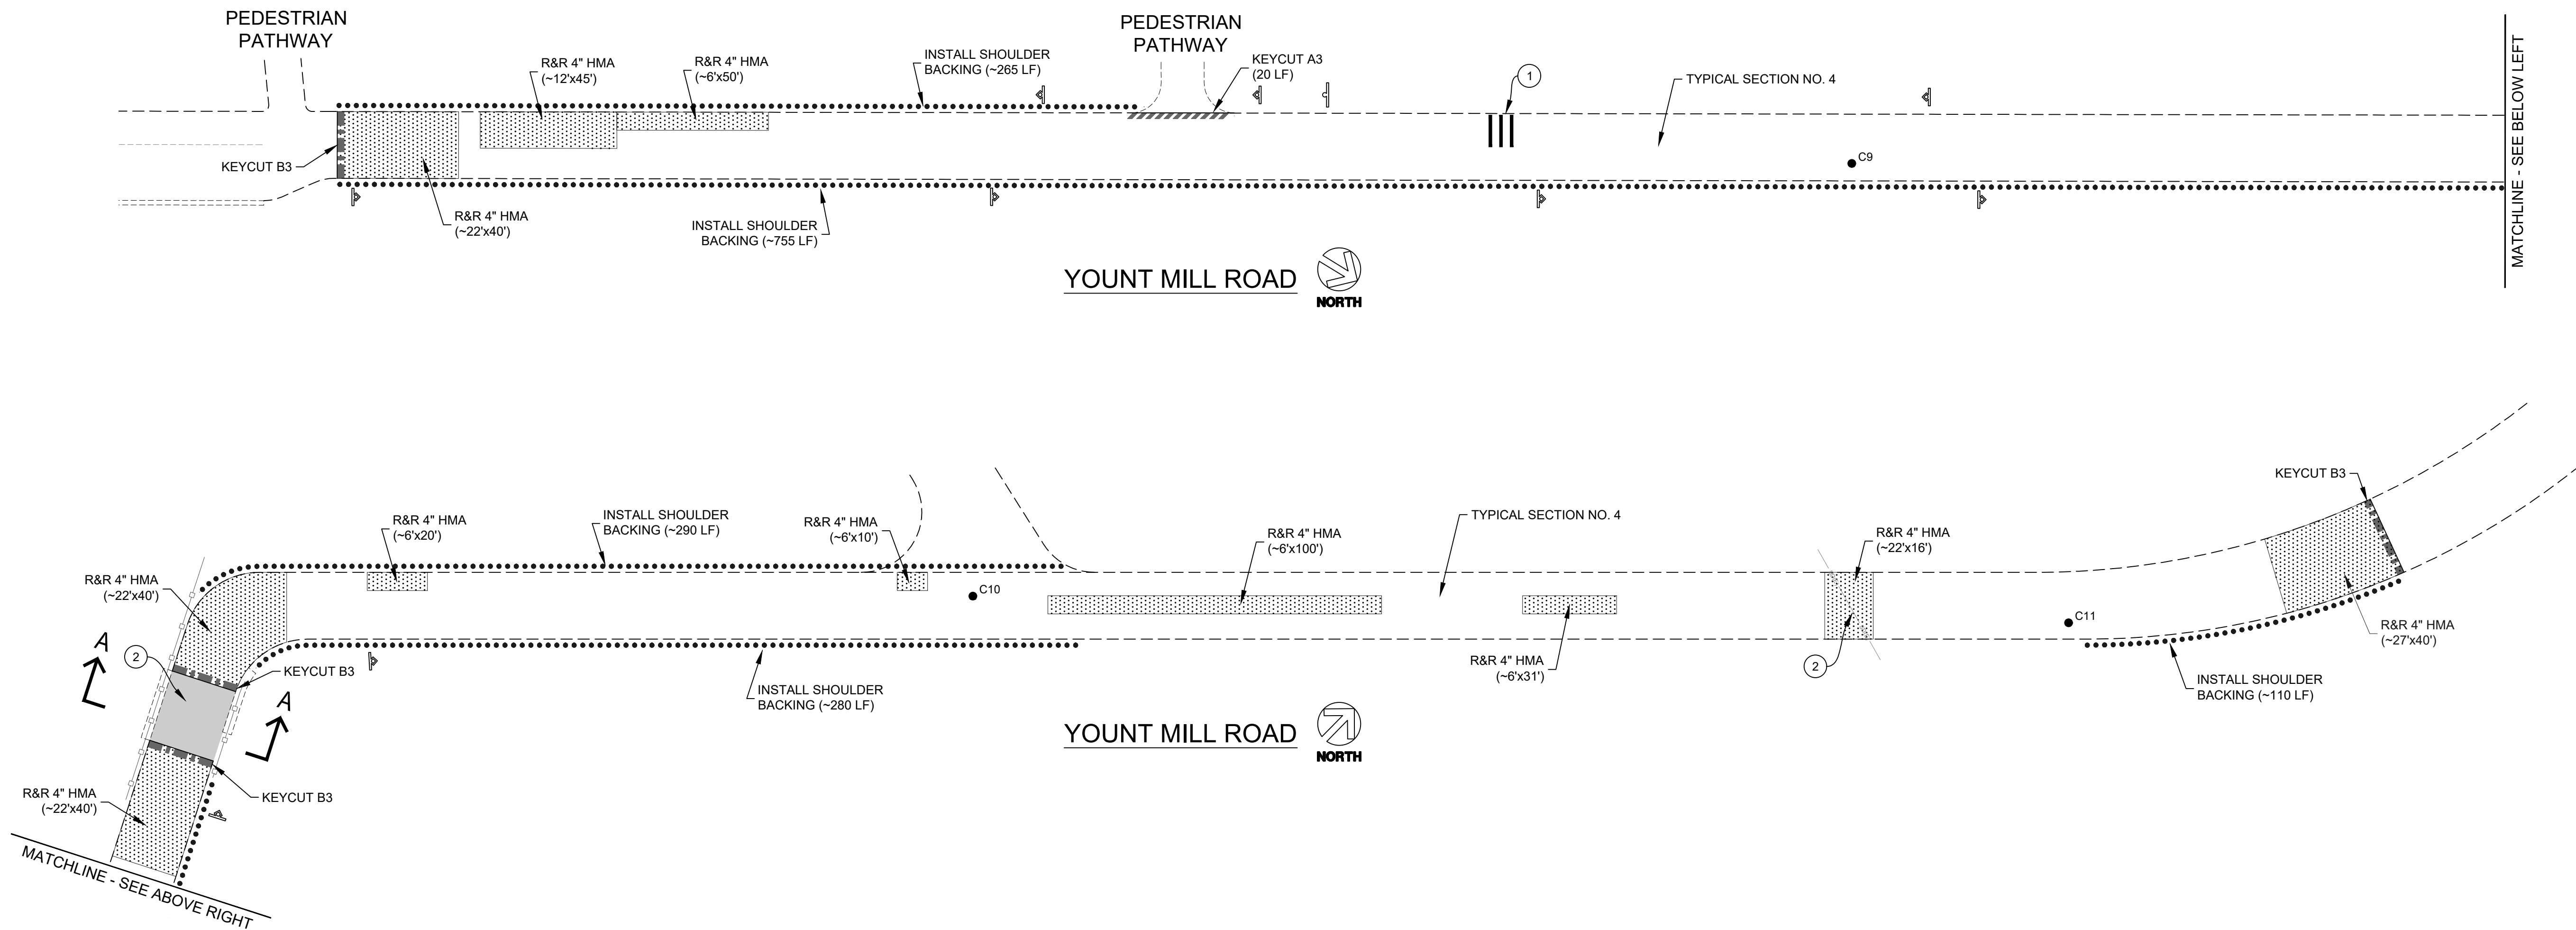 PEDESTRIAN
PATHWAY
R&R 4" HMA
(~12'x45')
R&R 4" HMA
(~6'x50')
INSTALL SHOULDER
BACKING (~265 LF)
PEDESTRIAN
PATHWAY
KEYCUT A3
(20 LF)
1
TYPICAL SECTION NO. 4
MATCHLINE - SEE BELOW LEFT
KEYCUT B3
C9
R&R 4" HMA
(~22'x40')
INSTALL SHOULDER
BACKING (~755 LF)
YOUNT MILL ROAD
NORTH
KEYCUT B3
R&R 4" HMA
(~6'x20')
INSTALL SHOULDER
BACKING (~290 LF)
R&R 4" HMA
(~6'x10')
R&R 4" HMA
(~6'x100')
TYPICAL SECTION NO. 4
R&R 4" HMA
(~22'x16')
R&R 4" HMA
(~22'x40')
C10
C11
R&R 4" HMA
(~27'x40')
A
2
KEYCUT B3
A
R&R 4" HMA
(~6'x31')
2
INSTALL SHOULDER
BACKING (~280 LF)
INSTALL SHOULDER
BACKING (~110 LF)
YOUNT MILL ROAD
NORTH
R&R 4" HMA
(~22'x40')
KEYCUT B3
MATCHLINE - SEE ABOVE RIGHT